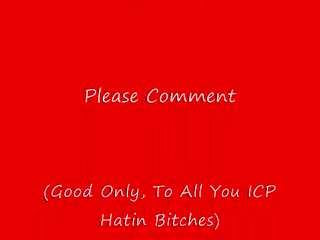 Please Comment
(Good Only, To All You ICP
Hatin Bitches)